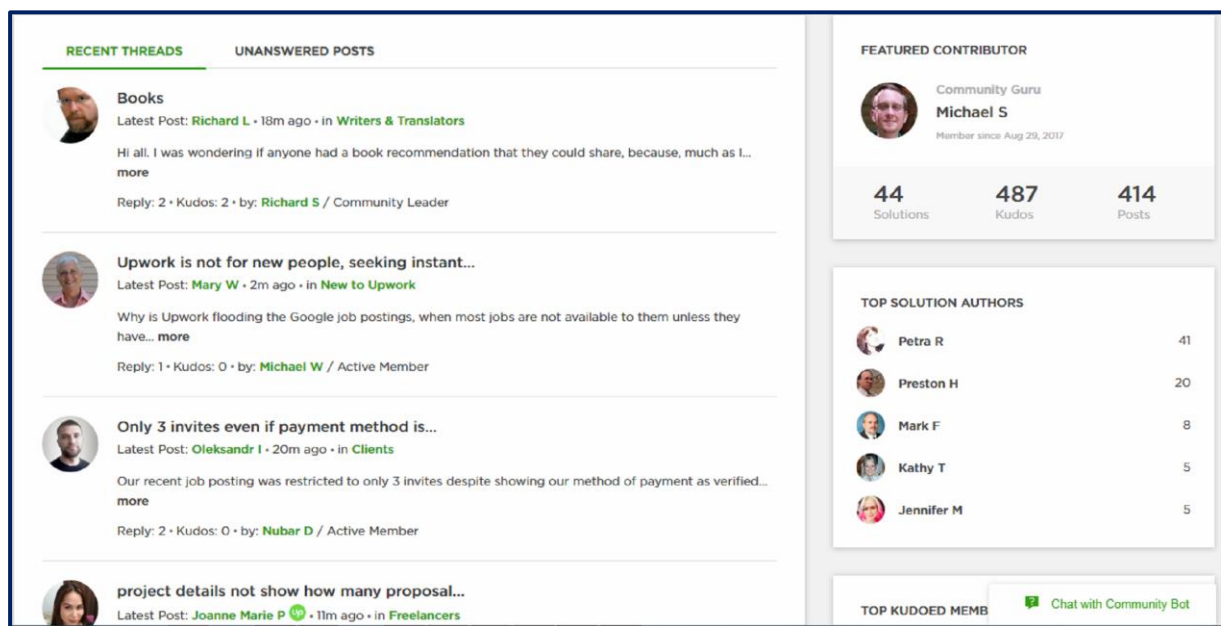 RECENT THREADS UNANSWERED POSTS
Books
Latest Post: Richard L • 18m ago • in Writers & Translators
Hi all. I was wondering if anyone had a book recommendation that they could share, because, much as I...
more
Reply: 2 • Kudos: 2 • by: Richard S / Community Leader
Upwork is not for new people, seeking instant...
Latest Post: Mary W • 2m ago • in New to Upwork
Why is Upwork flooding the Google job postings, when most jobs are not available to them unless they
have... more
Reply: 1 • Kudos: 0 • by: Michael W / Active Member
Only 3 invites even if payment method is...
Latest Post: Oleksandr I • 20m ago • in Clients
Our recent job posting was restricted to only 3 invites despite showing our method of payment as verified...
more
Reply: 2 • Kudos: 0 • by: Nubar D / Active Member
project details not show how many proposal...
Latest Post: Joanne Marie P Up • 11m ago • in Freelancers
FEATURED CONTRIBUTOR
Community Guru
Michael S
Member since Aug 29, 2017
44 487 414
Solutions Kudos Posts
TOP SOLUTION AUTHORS
Petra R 41
Preston H 20
Mark F 8
Kathy T 5
Jennifer M 5
TOP KUDOED MEMB
Chat with Community Bot